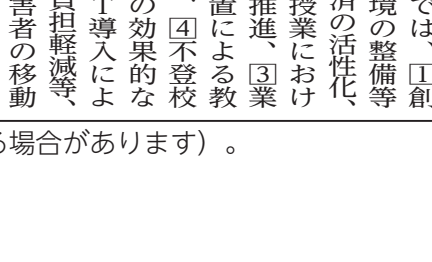 では、1創
境の整備等
済の活性化、
授業におけ
推進、3業
置による教
、4不登校
の効果的な
T導入によ
負担軽減等、
害者の移動
る場合があります）。